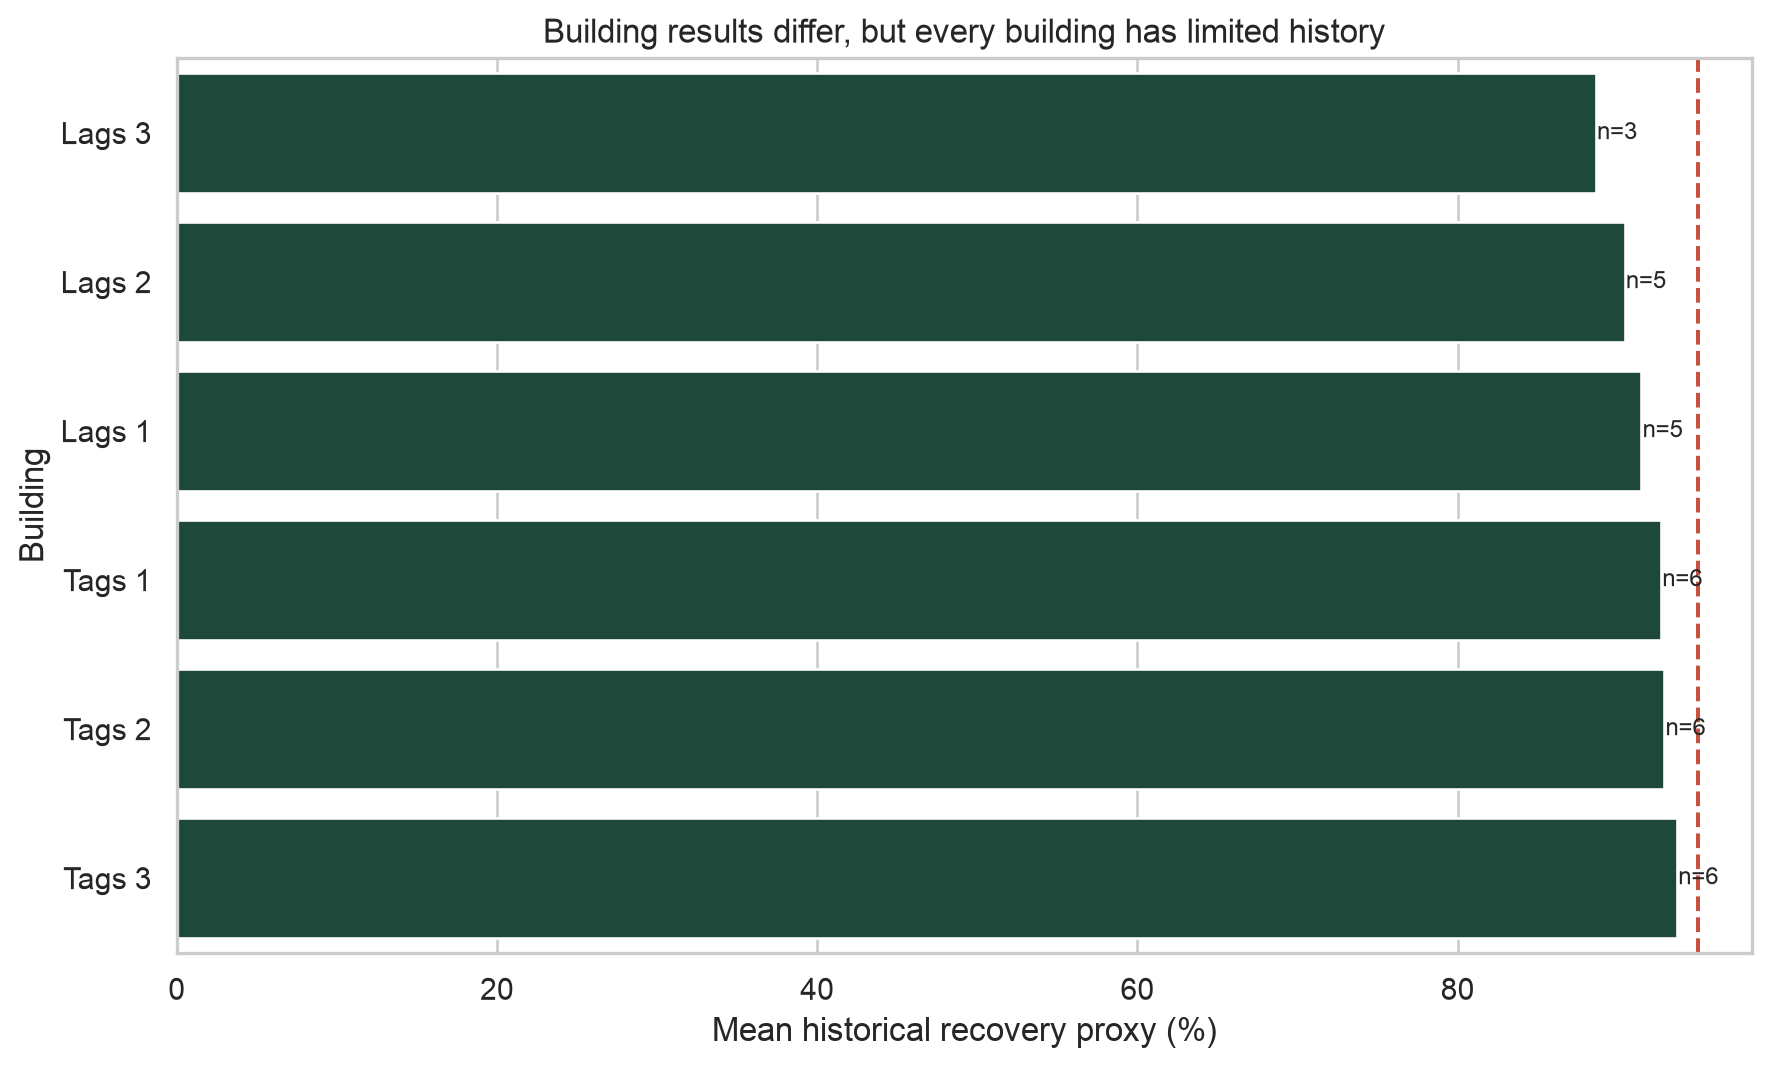 Building results differ, but every building has limited history
Lags 3
n=3
Lags 2
n=5
Lags 1
n=5
Tags 1
n=6
Tags 2
n=6
Tags 3
n=6
Building
0 20 40 60 80
Mean historical recovery proxy (%)